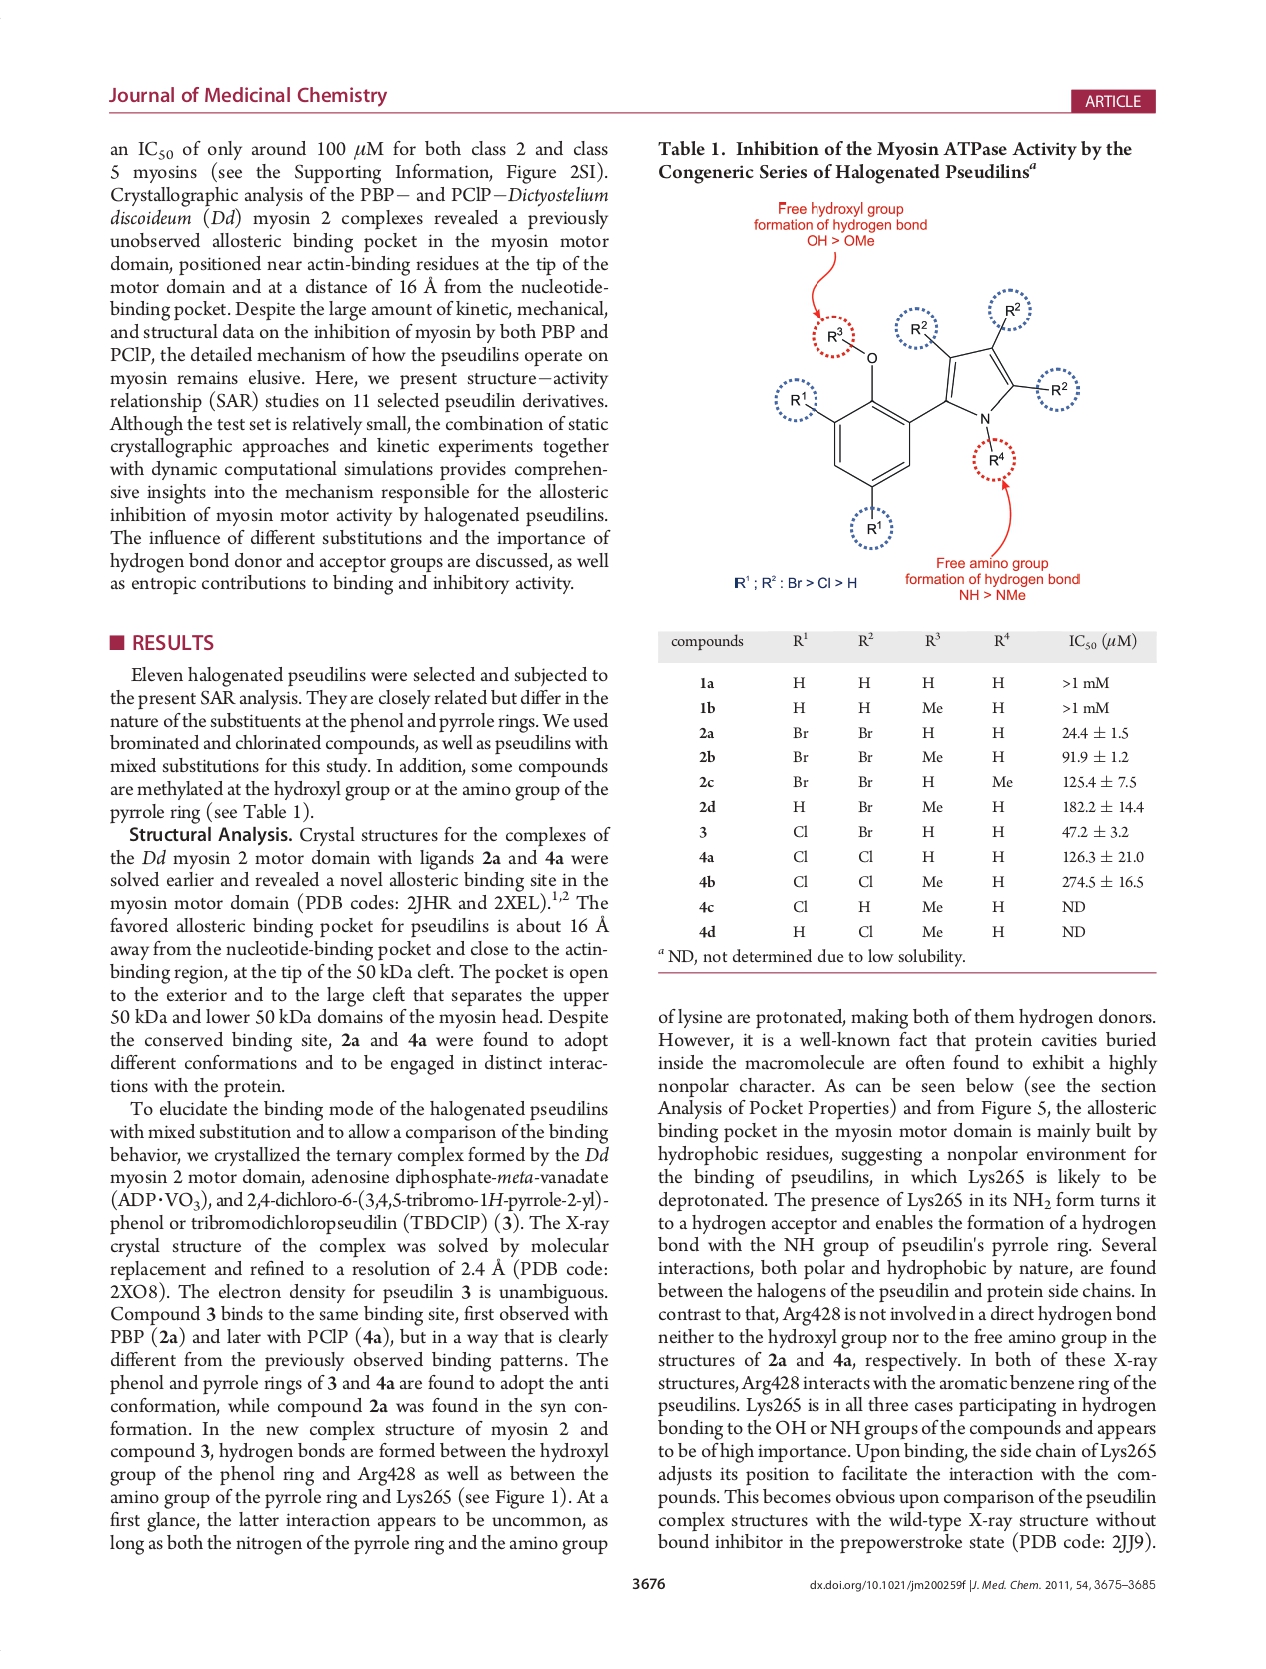 Journal of Medicinal Chemistry
ARTICLE
an IC50 of only around 100 μM for both class 2 and class
5 myosins (see the Supporting Information, Figure 2SI).
Crystallographic analysis of the PBP− and PClP−Dictyostelium
discoideum (Dd) myosin 2 complexes revealed a previously
unobserved allosteric binding pocket in the myosin motor
domain, positioned near actin-binding residues at the tip of the
motor domain and at a distance of 16 Å from the nucleotide-
binding pocket. Despite the large amount of kinetic, mechanical,
and structural data on the inhibition of myosin by both PBP and
PClP, the detailed mechanism of how the pseudilins operate on
myosin remains elusive. Here, we present structure−activity
relationship (SAR) studies on 11 selected pseudilin derivatives.
Although the test set is relatively small, the combination of static
crystallographic approaches and kinetic experiments together
with dynamic computational simulations provides comprehen-
sive insights into the mechanism responsible for the allosteric
inhibition of myosin motor activity by halogenated pseudilins.
The influence of different substitutions and the importance of
hydrogen bond donor and acceptor groups are discussed, as well
as entropic contributions to binding and inhibitory activity.
■ RESULTS
Eleven halogenated pseudilins were selected and subjected to
the present SAR analysis. They are closely related but differ in the
nature of the substituents at the phenol and pyrrole rings. We used
brominated and chlorinated compounds, as well as pseudilins with
mixed substitutions for this study. In addition, some compounds
are methylated at the hydroxyl group or at the amino group of the
pyrrole ring (see Table 1).
Structural Analysis. Crystal structures for the complexes of
the Dd myosin 2 motor domain with ligands 2a and 4a were
solved earlier and revealed a novel allosteric binding site in the
myosin motor domain (PDB codes: 2JHR and 2XEL).1,2 The
favored allosteric binding pocket for pseudilins is about 16 Å
away from the nucleotide-binding pocket and close to the actin-
binding region, at the tip of the 50 kDa cleft. The pocket is open
to the exterior and to the large cleft that separates the upper
50 kDa and lower 50 kDa domains of the myosin head. Despite
the conserved binding site, 2a and 4a were found to adopt
different conformations and to be engaged in distinct interac-
tions with the protein.
To elucidate the binding mode of the halogenated pseudilins
with mixed substitution and to allow a comparison of the binding
behavior, we crystallized the ternary complex formed by the Dd
myosin 2 motor domain, adenosine diphosphate-meta-vanadate
(ADP·VO3), and 2,4-dichloro-6-(3,4,5-tribromo-1H-pyrrole-2-yl)-
phenol or tribromodichloropseudilin (TBDClP) (3). The X-ray
crystal structure of the complex was solved by molecular
replacement and refined to a resolution of 2.4 Å (PDB code:
2XO8). The electron density for pseudilin 3 is unambiguous.
Compound 3 binds to the same binding site, first observed with
PBP (2a) and later with PClP (4a), but in a way that is clearly
different from the previously observed binding patterns. The
phenol and pyrrole rings of 3 and 4a are found to adopt the anti
conformation, while compound 2a was found in the syn con-
formation. In the new complex structure of myosin 2 and
compound 3, hydrogen bonds are formed between the hydroxyl
group of the phenol ring and Arg428 as well as between the
amino group of the pyrrole ring and Lys265 (see Figure 1). At a
first glance, the latter interaction appears to be uncommon, as
long as both the nitrogen of the pyrrole ring and the amino group
Table 1. Inhibition of the Myosin ATPase Activity by the
Congeneric Series of Halogenated Pseudilinsa
Free hydroxyl group
formation of hydrogen bond
OH > OMe
R3
O
R2
R2
R1
R2
N
R4
R1
Free amino group
formation of hydrogen bond
NH > NMe
R1 ; R2 : Br > Cl > H
compounds R1 R2 R3 R4 IC50 (μM)
1a H H H H >1 mM
1b H H Me H >1 mM
2a Br Br H H 24.4 ± 1.5
2b Br Br Me H 91.9 ± 1.2
2c Br Br H Me 125.4 ± 7.5
2d H Br Me H 182.2 ± 14.4
3 Cl Br H H 47.2 ± 3.2
4a Cl Cl H H 126.3 ± 21.0
4b Cl Cl Me H 274.5 ± 16.5
4c Cl H Me H ND
4d H Cl Me H ND
a ND, not determined due to low solubility.
of lysine are protonated, making both of them hydrogen donors.
However, it is a well-known fact that protein cavities buried
inside the macromolecule are often found to exhibit a highly
nonpolar character. As can be seen below (see the section
Analysis of Pocket Properties) and from Figure 5, the allosteric
binding pocket in the myosin motor domain is mainly built by
hydrophobic residues, suggesting a nonpolar environment for
the binding of pseudilins, in which Lys265 is likely to be
deprotonated. The presence of Lys265 in its NH2 form turns it
to a hydrogen acceptor and enables the formation of a hydrogen
bond with the NH group of pseudilin's pyrrole ring. Several
interactions, both polar and hydrophobic by nature, are found
between the halogens of the pseudilin and protein side chains. In
contrast to that, Arg428 is not involved in a direct hydrogen bond
neither to the hydroxyl group nor to the free amino group in the
structures of 2a and 4a, respectively. In both of these X-ray
structures, Arg428 interacts with the aromatic benzene ring of the
pseudilins. Lys265 is in all three cases participating in hydrogen
bonding to the OH or NH groups of the compounds and appears
to be of high importance. Upon binding, the side chain of Lys265
adjusts its position to facilitate the interaction with the com-
pounds. This becomes obvious upon comparison of the pseudilin
complex structures with the wild-type X-ray structure without
bound inhibitor in the prepowerstroke state (PDB code: 2JJ9).
3676
dx.doi.org/10.1021/jm200259f |J. Med. Chem. 2011, 54, 3675–3685